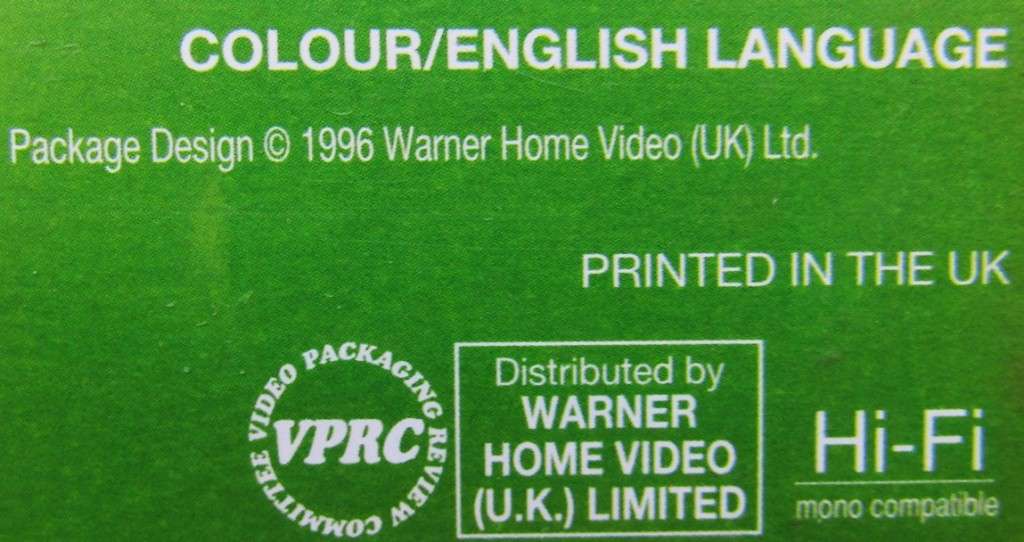 COLOUR/ENGLISH LANGUAGE
Package Design © 1996 Warner Home Video (UK) Ltd.
PRINTED IN THE UK
VIDEO PACKAGING REVIEW COMMITTEE
VPRC
Distributed by
WARNER
HOME VIDEO
(U.K.) LIMITED
Hi-Fi
mono compatible